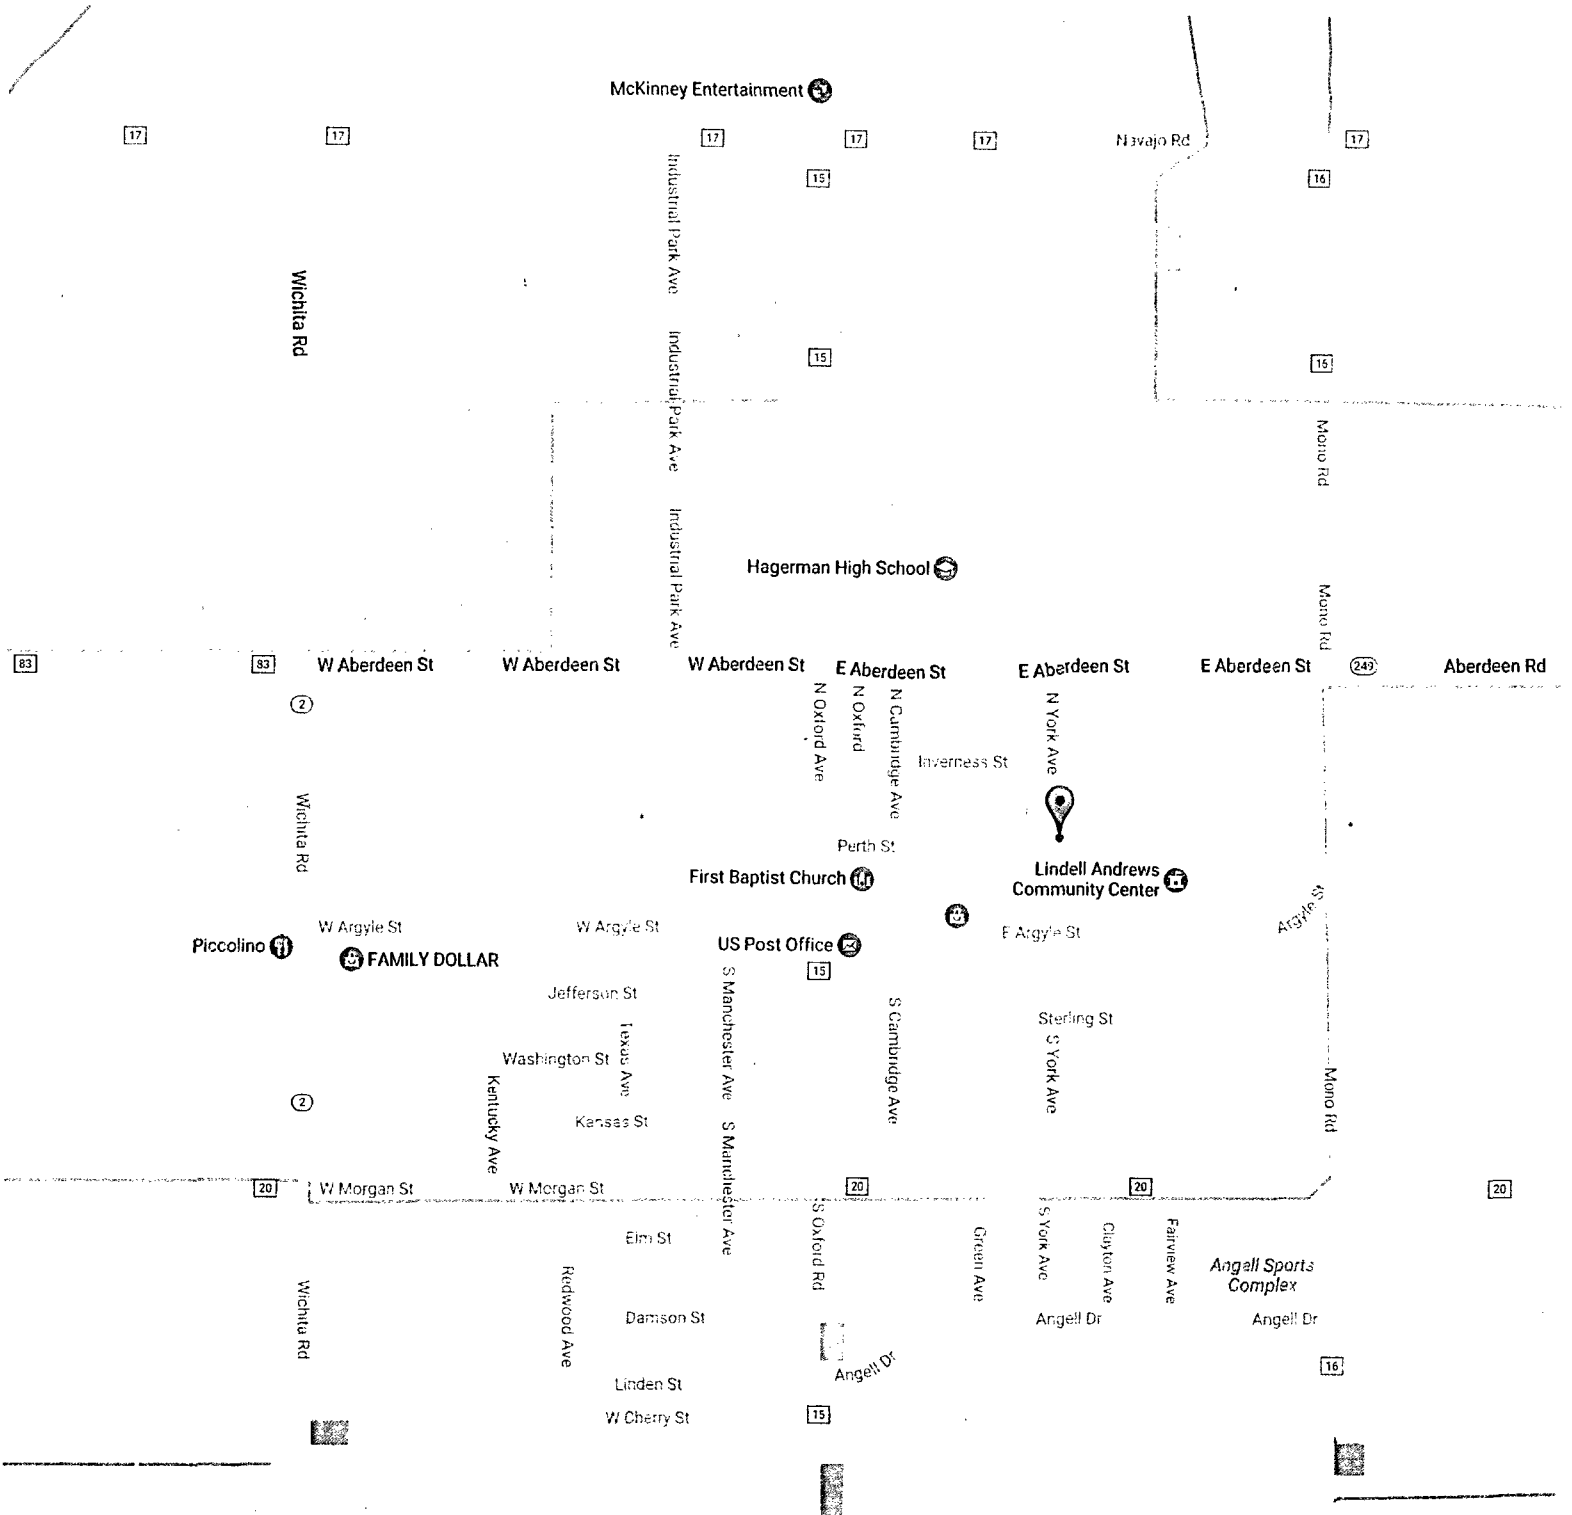 McKinney Entertainment
17
17
17
17
17
Navajo Rd
17
15
16
Industrial Park Ave
Wichita Rd
Industrial Park Ave
15
16
Mono Rd
Industrial Park Ave
Hagerman High School
Mono Rd
83
83
W Aberdeen St
W Aberdeen St
W Aberdeen St
E Aberdeen St
E Aberdeen St
E Aberdeen St
249
Aberdeen Rd
2
N Oxford Ave
N Oxford
N Cambridge Ave
N York Ave
Inverness St
Wichita Rd
Perth St
First Baptist Church
Lindell Andrews
Community Center
Argyle St
W Argyle St
W Argyle St
E Argyle St
Piccolino
FAMILY DOLLAR
US Post Office
15
Jefferson St
S Manchester Ave
S Cambridge Ave
Sterling St
Texas Ave
Washington St
S York Ave
Kentucky Ave
2
Mono Rd
Kansas St
S Manchester Ave
20
W Morgan St
W Morgan St
20
20
20
Elm St
S Oxford Rd
Green Ave
S York Ave
Clayton Ave
Fairview Ave
Angell Sports
Complex
Wichita Rd
Redwood Ave
Damson St
Angell Dr
Angell Dr
Angell Dr
16
Linden St
W Cherry St
15